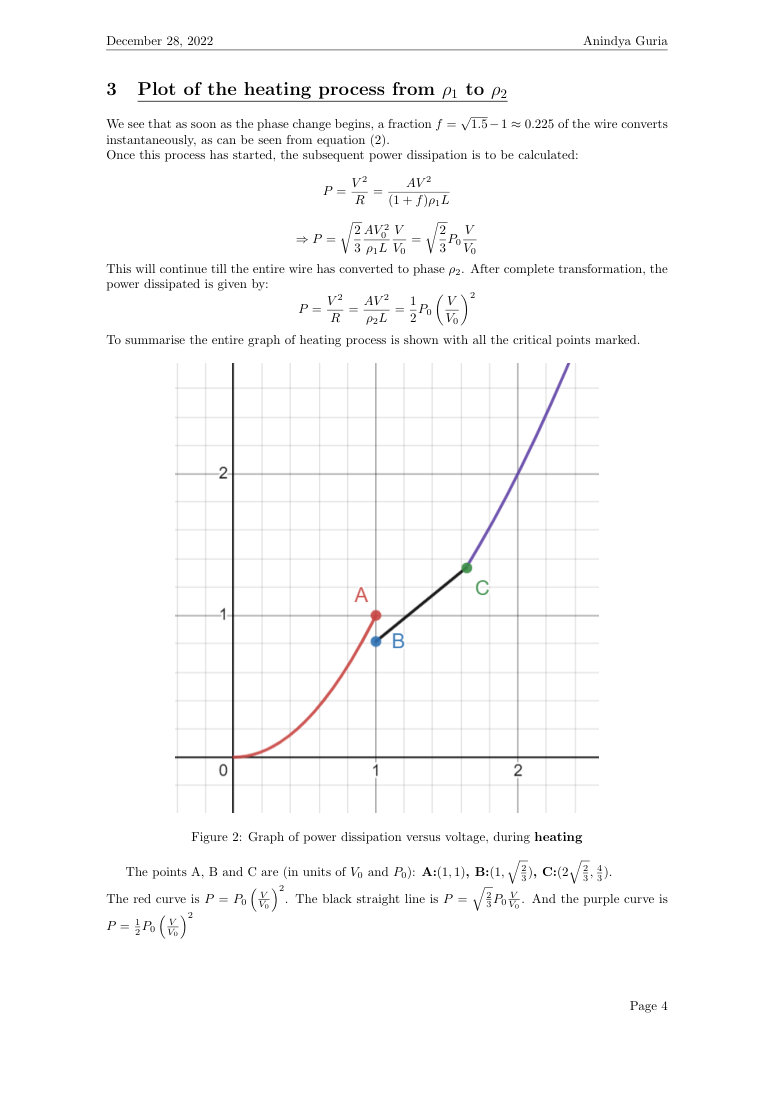 December 28, 2022 Anindya Guria
3 Plot of the heating process from ρ₁ to ρ₂
We see that as soon as the phase change begins, a fraction f = √1.5 − 1 ≈ 0.225 of the wire converts
instantaneously, as can be seen from equation (2).
Once this process has started, the subsequent power dissipation is to be calculated:
P = V²/R = AV²/((1 + f)ρ₁L)
⇒ P = √(2/3) (AV₀²/ρ₁L) (V/V₀) = √(2/3) P₀ (V/V₀)
This will continue till the entire wire has converted to phase ρ₂. After complete transformation, the
power dissipated is given by:
P = V²/R = AV²/(ρ₂L) = (1/2) P₀ (V/V₀)²
To summarise the entire graph of heating process is shown with all the critical points marked.
2
A
C
1
B
0 1 2
Figure 2: Graph of power dissipation versus voltage, during heating
The points A, B and C are (in units of V₀ and P₀): A:(1, 1), B:(1, √(2/3)), C:(2√(2/3), 4/3).
The red curve is P = P₀ (V/V₀)². The black straight line is P = √(2/3) P₀ V/V₀. And the purple curve is
P = (1/2) P₀ (V/V₀)²
Page 4